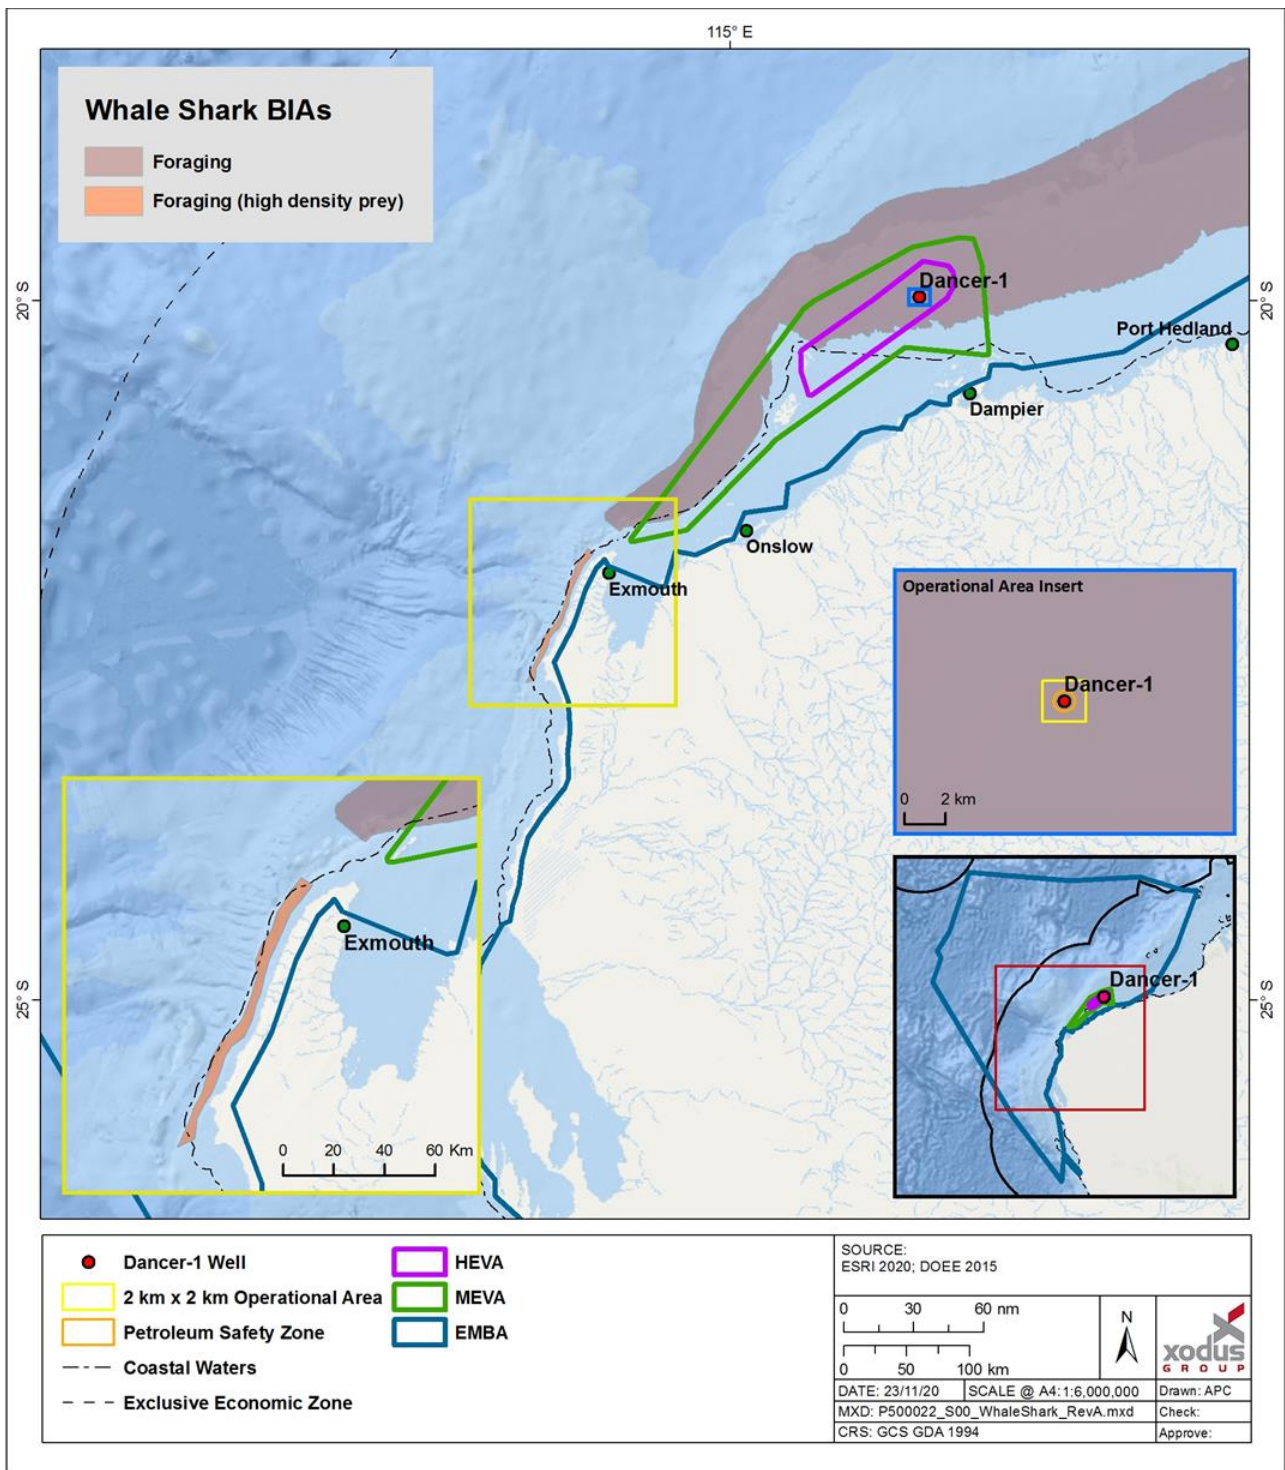 115° E
Whale Shark BIAs
Foraging
Foraging (high density prey)
20° S
20° S
Dancer-1
Port Hedland
Dampier
Onslow
Exmouth
Operational Area Insert
Dancer-1
0 2 km
Exmouth
0 20 40 60 Km
Dancer-1
25° S
25° S
Dancer-1 Well
2 km x 2 km Operational Area
Petroleum Safety Zone
Coastal Waters
Exclusive Economic Zone
HEVA
MEVA
EMBA
SOURCE:
ESRI 2020; DOEE 2015
0 30 60 nm
0 50 100 km
N
xodus
GROUP
DATE: 23/11/20
SCALE @ A4:1:6,000,000
Drawn: APC
MXD: P500022_S00_WhaleShark_RevA.mxd
Check:
CRS: GCS GDA 1994
Approve: